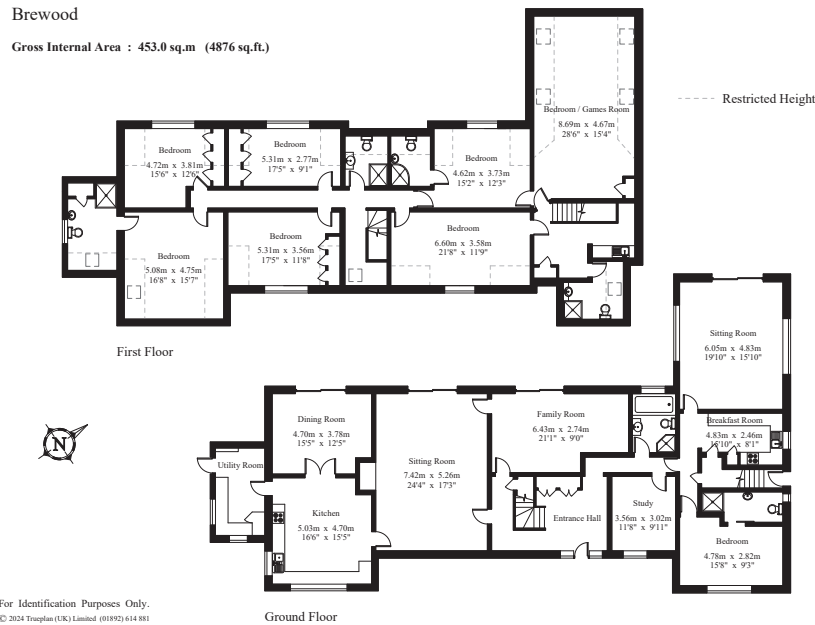 Brewood
Gross Internal Area : 453.0 sq.m (4876 sq.ft.)
Restricted Height
Bedroom / Games Room
8.69m x 4.67m
28'6" x 15'4"
Bedroom
4.72m x 3.81m
15'6" x 12'6"
Bedroom
5.31m x 2.77m
17'5" x 9'1"
Bedroom
4.62m x 3.73m
15'2" x 12'3"
Bedroom
5.08m x 4.75m
16'8" x 15'7"
Bedroom
5.31m x 3.56m
17'5" x 11'8"
Bedroom
6.60m x 3.58m
21'8" x 11'9"
First Floor
Sitting Room
6.05m x 4.83m
19'10" x 15'10"
Dining Room
4.70m x 3.78m
15'5" x 12'5"
Family Room
6.43m x 2.74m
21'1" x 9'0"
Breakfast Room
4.83m x 2.46m
15'10" x 8'1"
N
Utility Room
Sitting Room
7.42m x 5.26m
24'4" x 17'3"
Kitchen
5.03m x 4.70m
16'6" x 15'5"
Entrance Hall
Study
3.56m x 3.02m
11'8" x 9'11"
Bedroom
4.78m x 2.82m
15'8" x 9'3"
For Identification Purposes Only.
© 2024 Trueplan (UK) Limited (01892) 614 881
Ground Floor